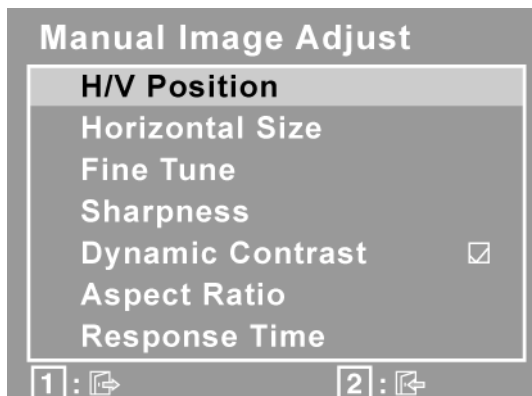 Manual Image Adjust
H/V Position
Horizontal Size
Fine Tune
Sharpness
Dynamic Contrast
Aspect Ratio
Response Time
1 : 2 :